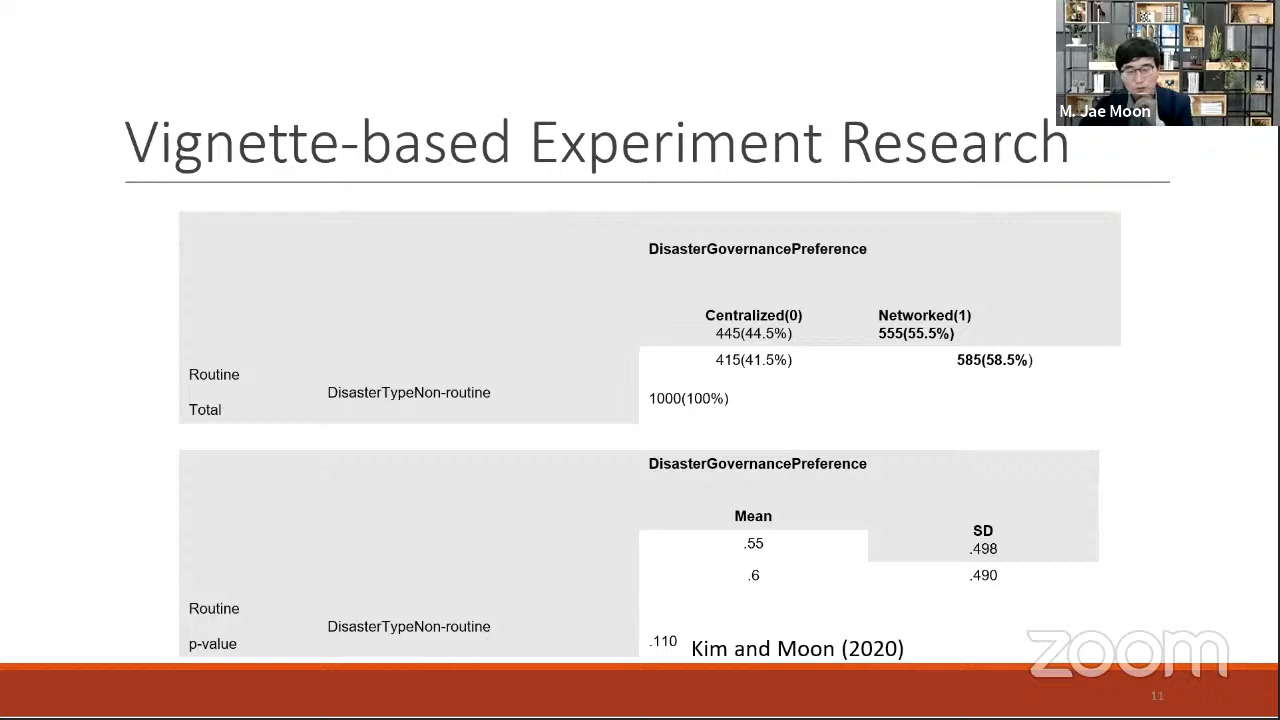 M. Jae Moon
Vignette-based Experiment Research
DisasterGovernancePreference
Centralized(0) Networked(1)
445(44.5%) 555(55.5%)
415(41.5%) 585(58.5%)
Routine
DisasterTypeNon-routine
1000(100%)
Total
DisasterGovernancePreference
Mean
SD
.55 .498
.6 .490
Routine
DisasterTypeNon-routine
p-value .110 Kim and Moon (2020)
zoom
11